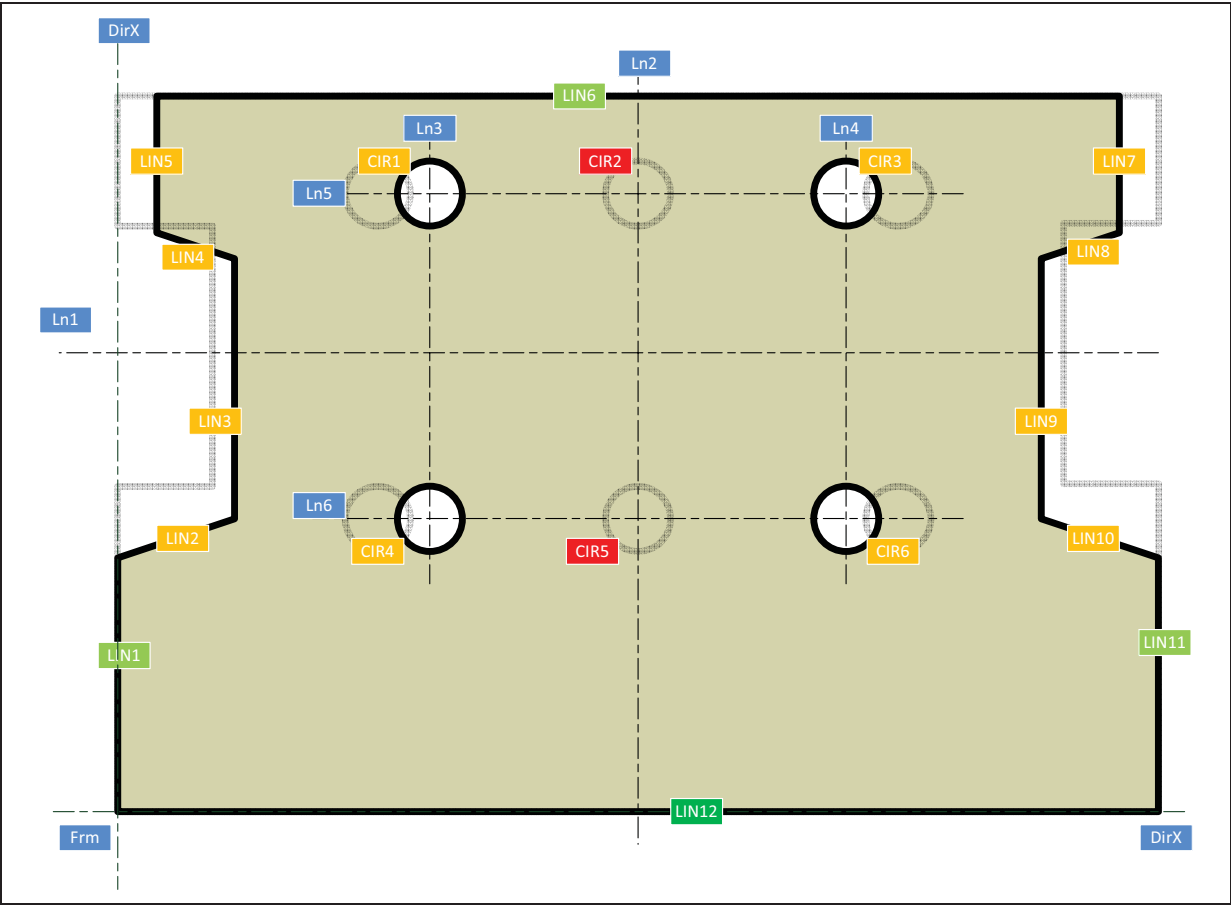 DirX
Ln2
LIN6
Ln3
Ln4
LIN5
CIR1
CIR2
CIR3
LIN7
Ln5
LIN4
LIN8
Ln1
LIN3
LIN9
Ln6
LIN2
CIR4
CIR5
CIR6
LIN10
LIN1
LIN11
LIN12
Frm
DirX